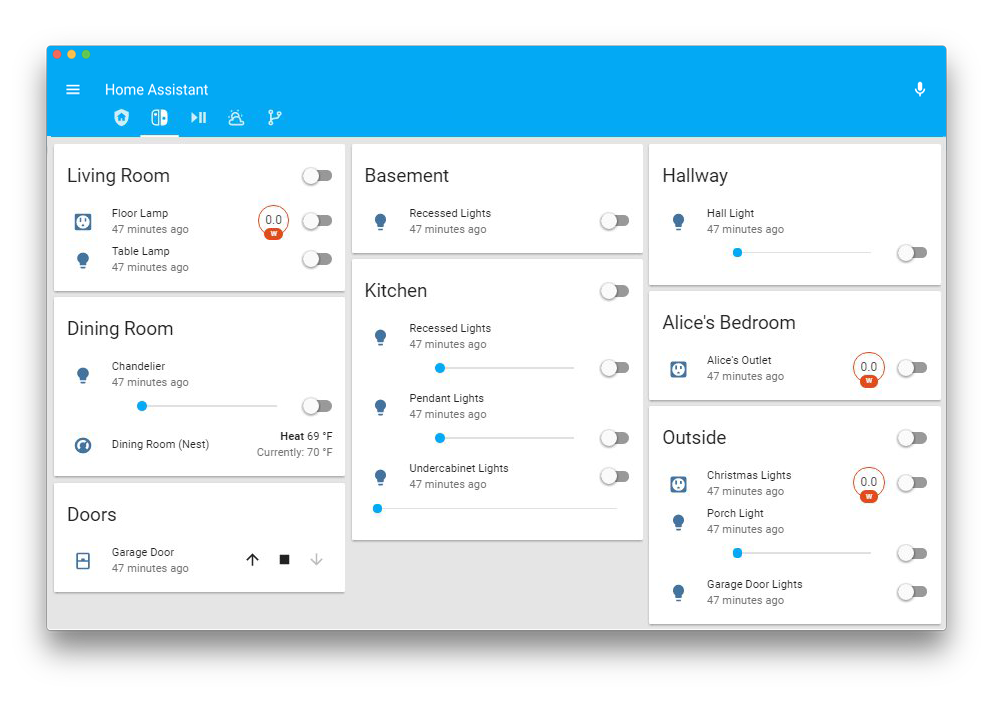 Home Assistant
Living Room
Floor Lamp
47 minutes ago
0.0
W
Table Lamp
47 minutes ago
Dining Room
Chandelier
47 minutes ago
Dining Room (Nest)
Heat 69 °F
Currently: 70 °F
Doors
Garage Door
47 minutes ago
Basement
Recessed Lights
47 minutes ago
Kitchen
Recessed Lights
47 minutes ago
Pendant Lights
47 minutes ago
Undercabinet Lights
47 minutes ago
Hallway
Hall Light
47 minutes ago
Alice's Bedroom
Alice's Outlet
47 minutes ago
0.0
W
Outside
Christmas Lights
47 minutes ago
0.0
W
Porch Light
47 minutes ago
Garage Door Lights
47 minutes ago